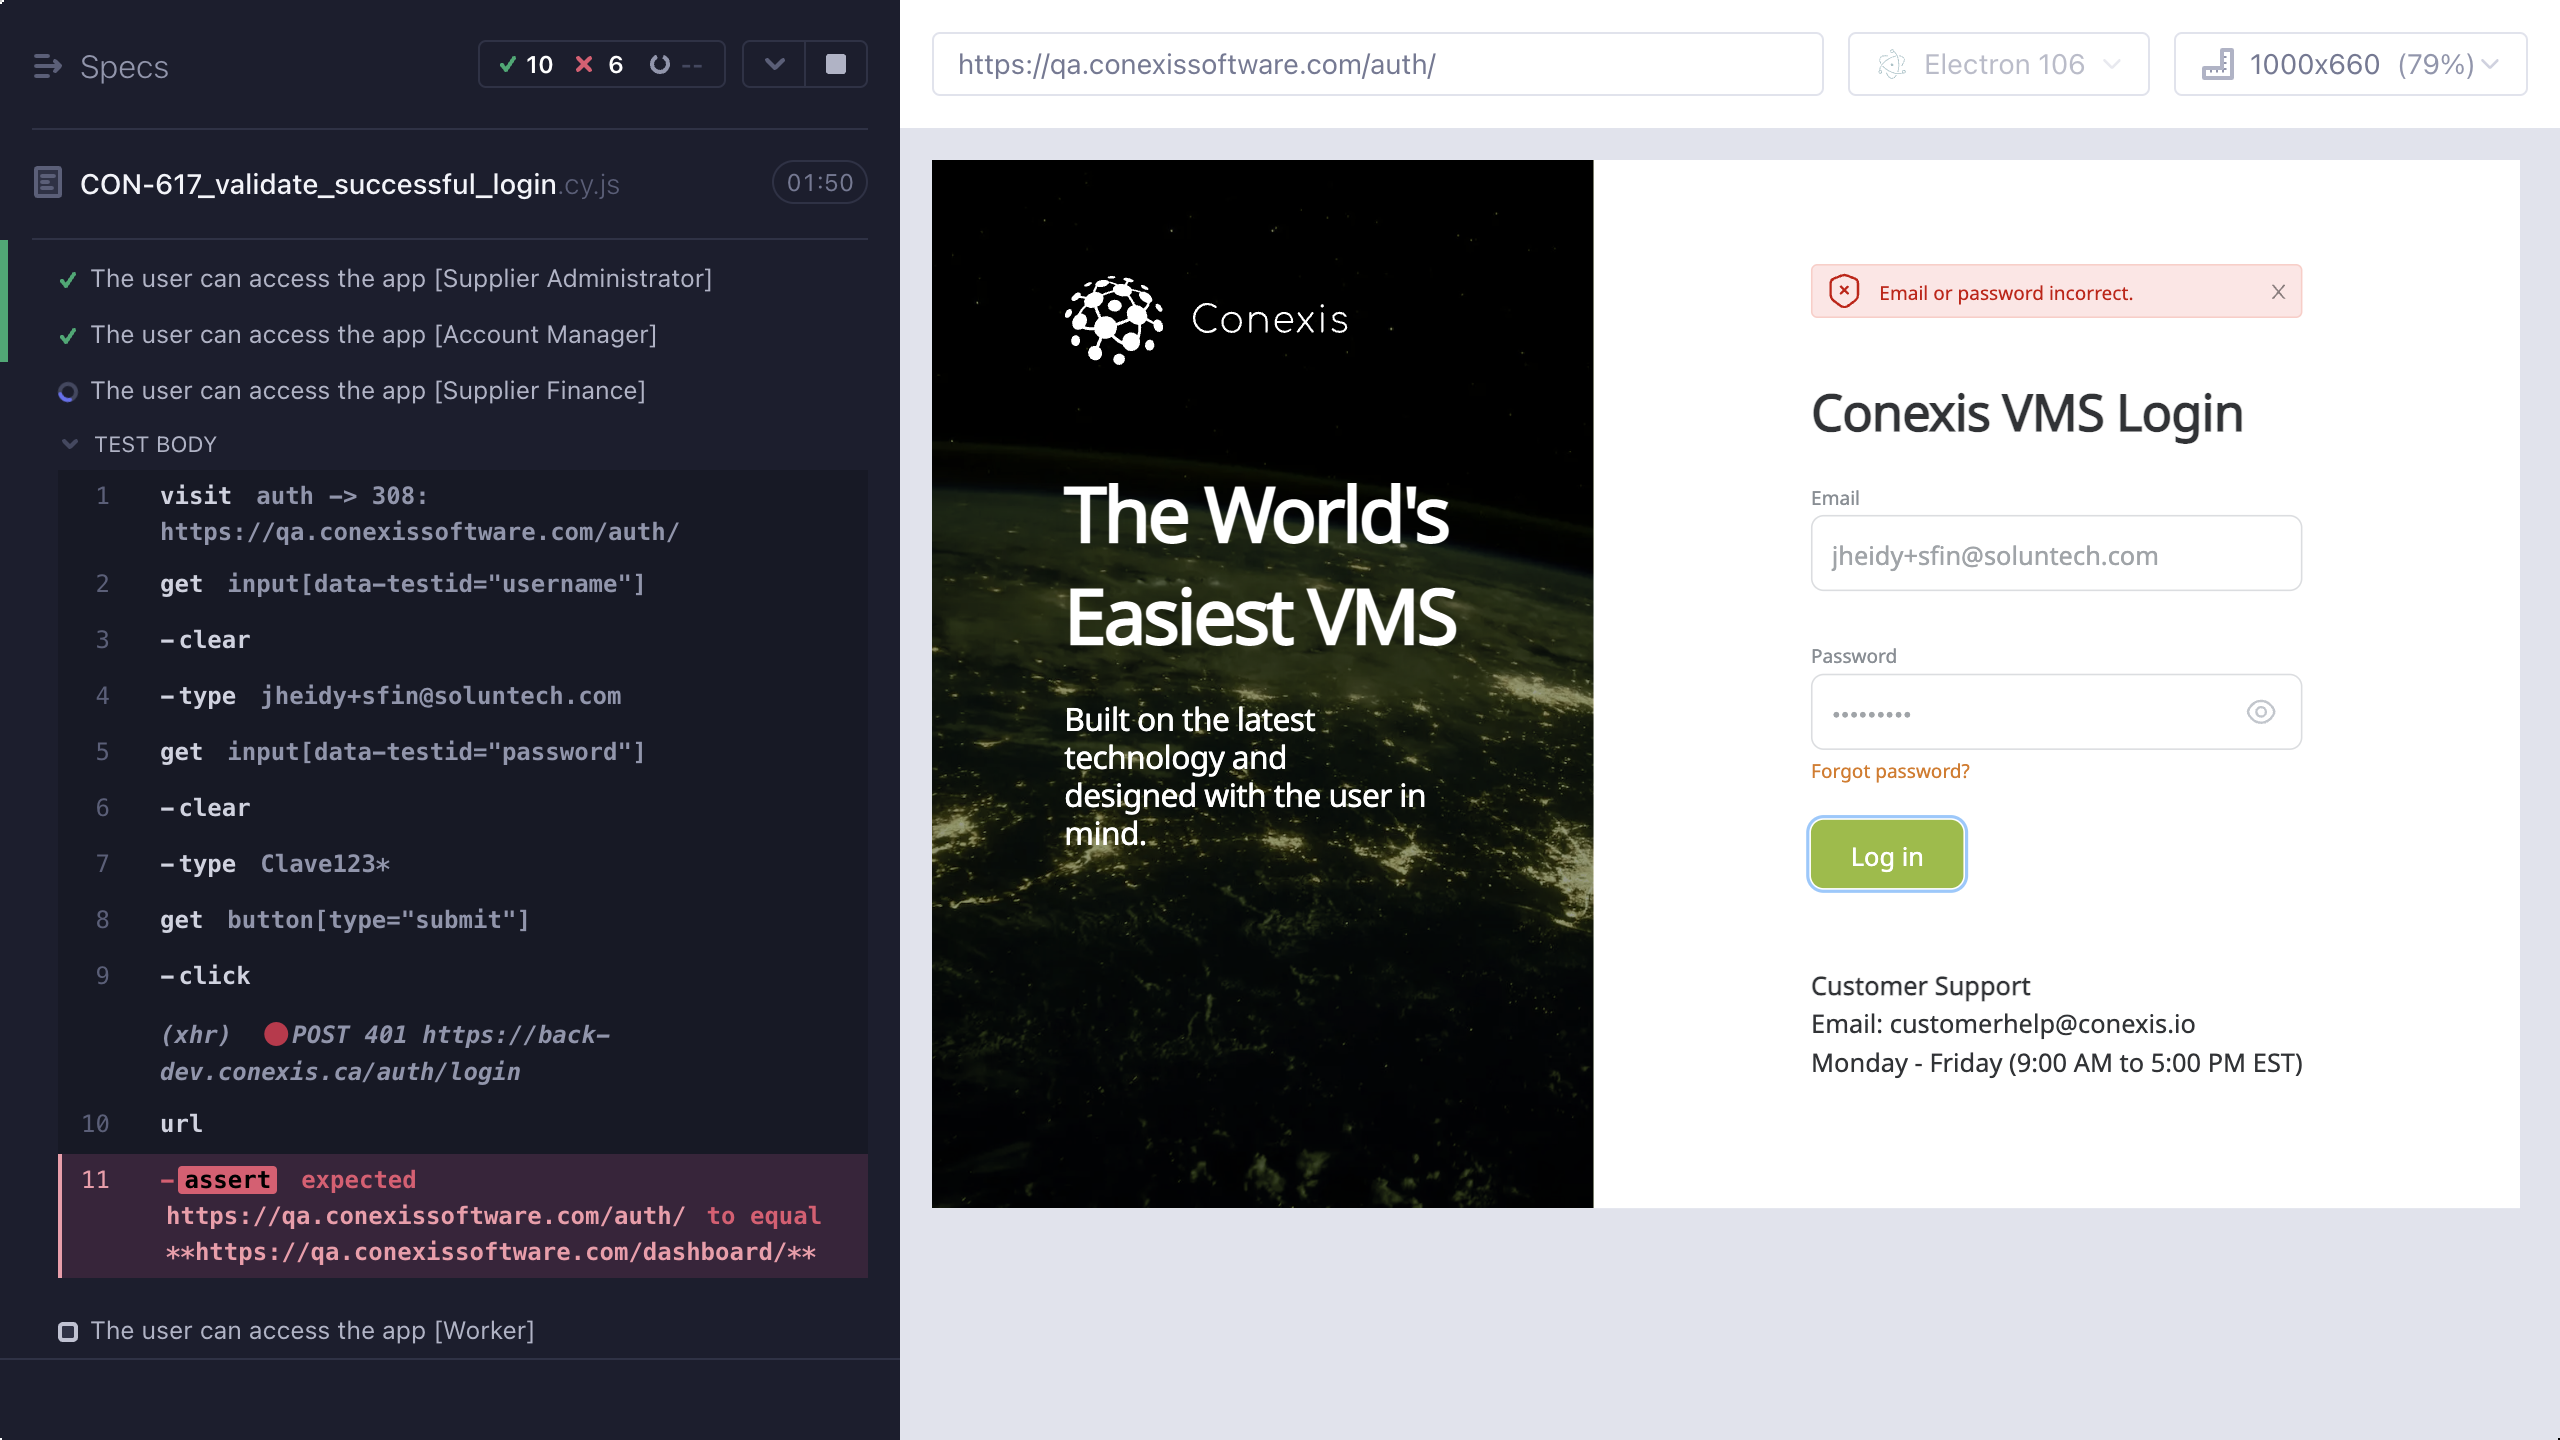 Specs
10 6 --
CON-617_validate_successful_login.cy.js
01:50
The user can access the app [Supplier Administrator]
The user can access the app [Account Manager]
The user can access the app [Supplier Finance]
TEST BODY
1 visit auth -> 308:
https://qa.conexissoftware.com/auth/
2 get input[data-testid="username"]
3 -clear
4 -type jheidy+sfin@soluntech.com
5 get input[data-testid="password"]
6 -clear
7 -type Clave123*
8 get button[type="submit"]
9 -click
(xhr) POST 401 https://back-
dev.conexis.ca/auth/login
10 url
11 -assert expected
https://qa.conexissoftware.com/auth/ to equal
**https://qa.conexissoftware.com/dashboard/**
The user can access the app [Worker]
https://qa.conexissoftware.com/auth/
Electron 106
1000x660 (79%)
Conexis
The World's
Easiest VMS
Built on the latest
technology and
designed with the user in
mind.
Email or password incorrect.
Conexis VMS Login
Email
jheidy+sfin@soluntech.com
Password
•••••••••
Forgot password?
Log in
Customer Support
Email: customerhelp@conexis.io
Monday - Friday (9:00 AM to 5:00 PM EST)